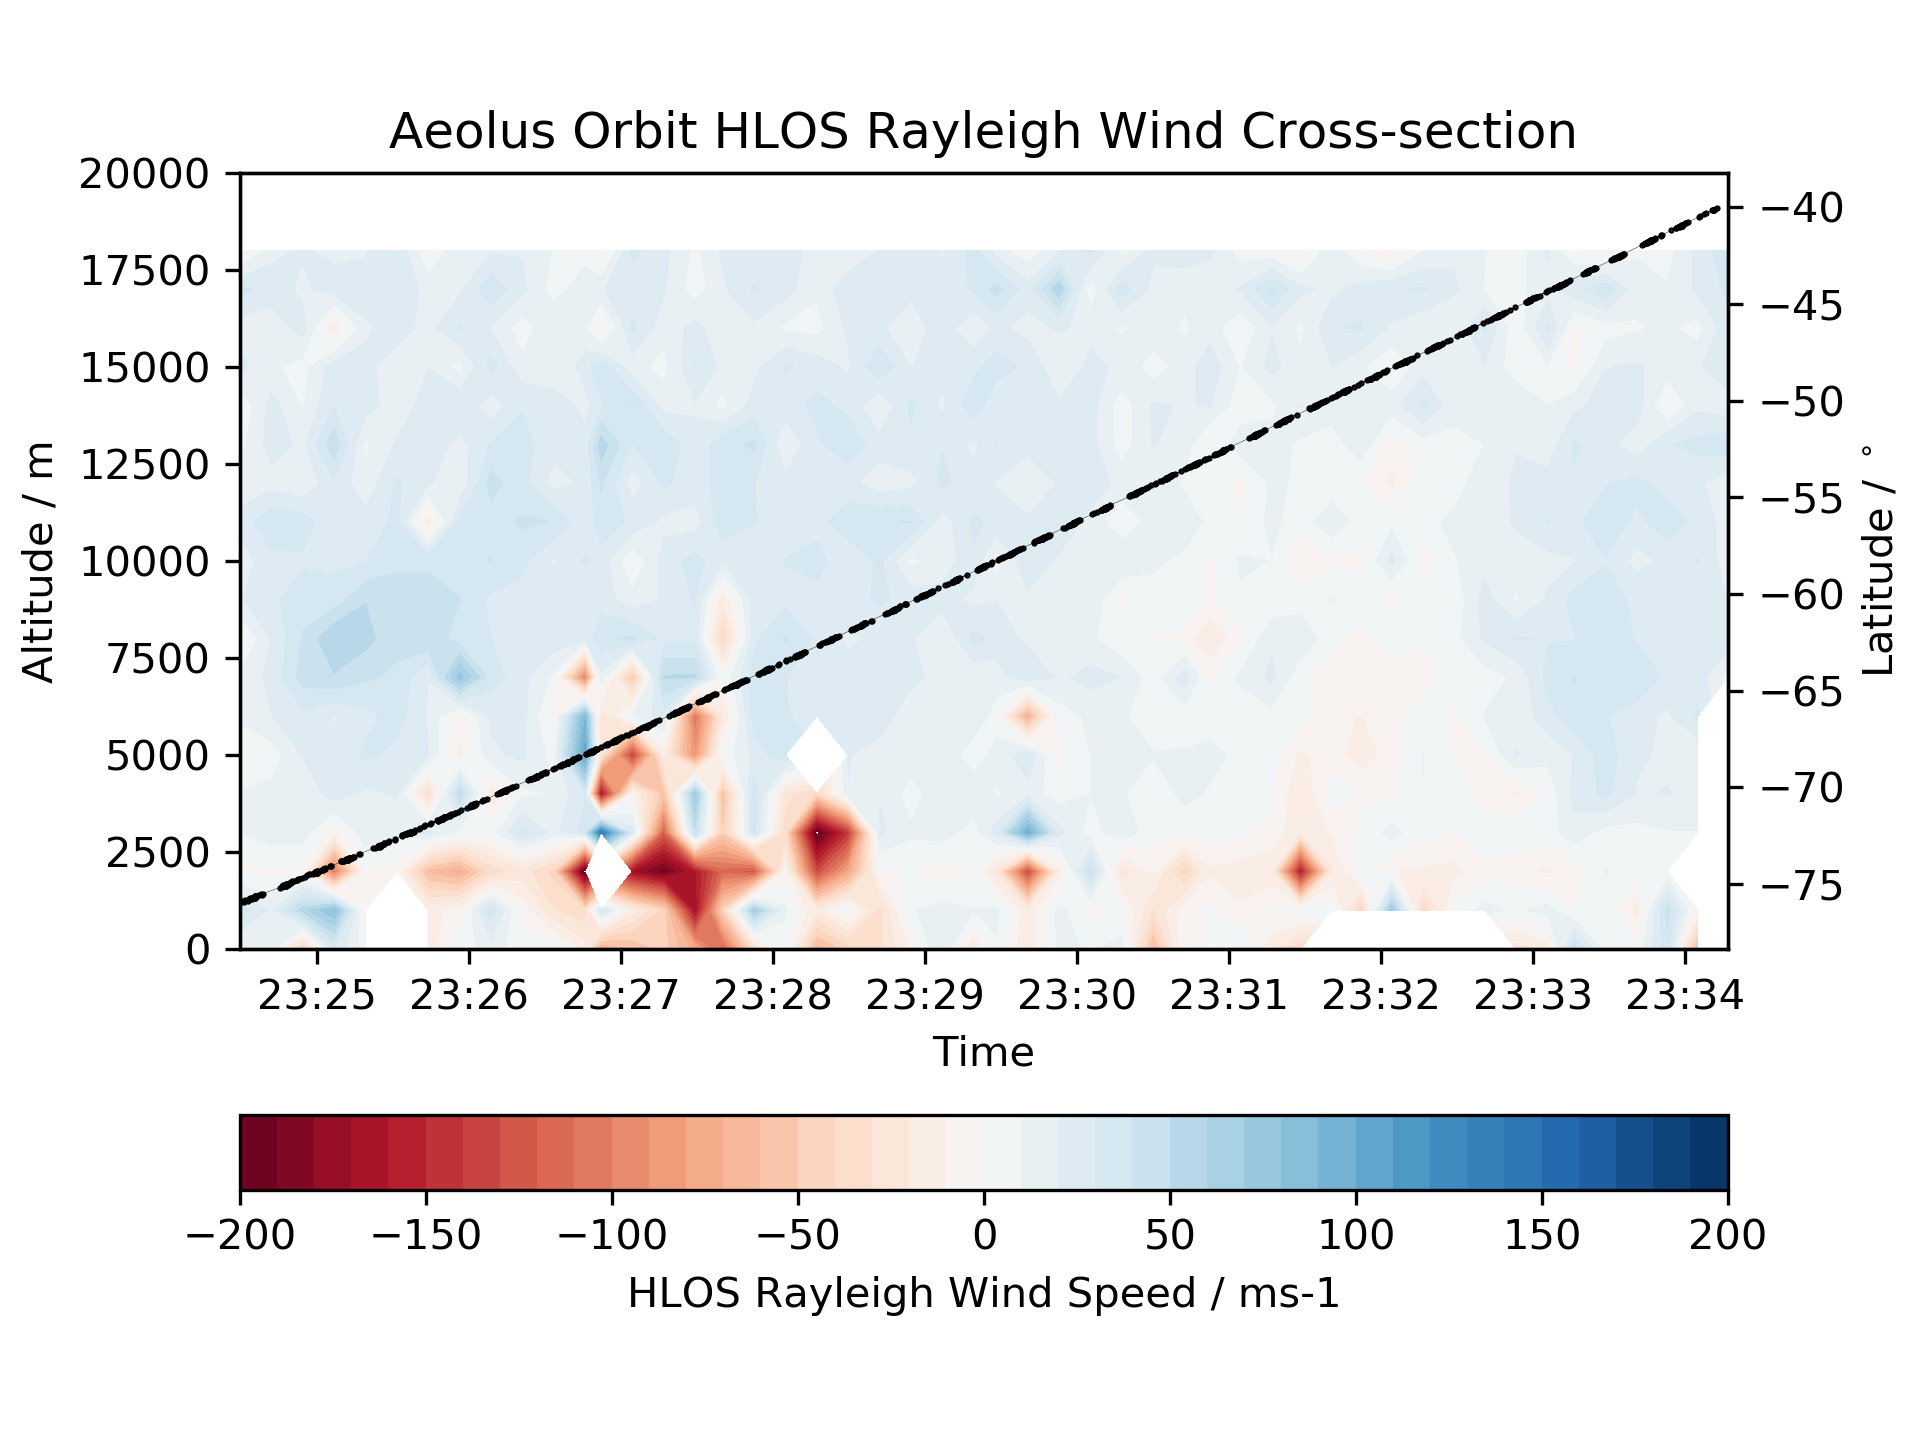 Aeolus Orbit HLOS Rayleigh Wind Cross-section
20000
17500
15000
12500
10000
7500
5000
2500
0
Altitude / m
−40
−45
−50
−55
−60
−65
−70
−75
Latitude / °
23:25 23:26 23:27 23:28 23:29 23:30 23:31 23:32 23:33 23:34
Time
−200 −150 −100 −50 0 50 100 150 200
HLOS Rayleigh Wind Speed / ms-1